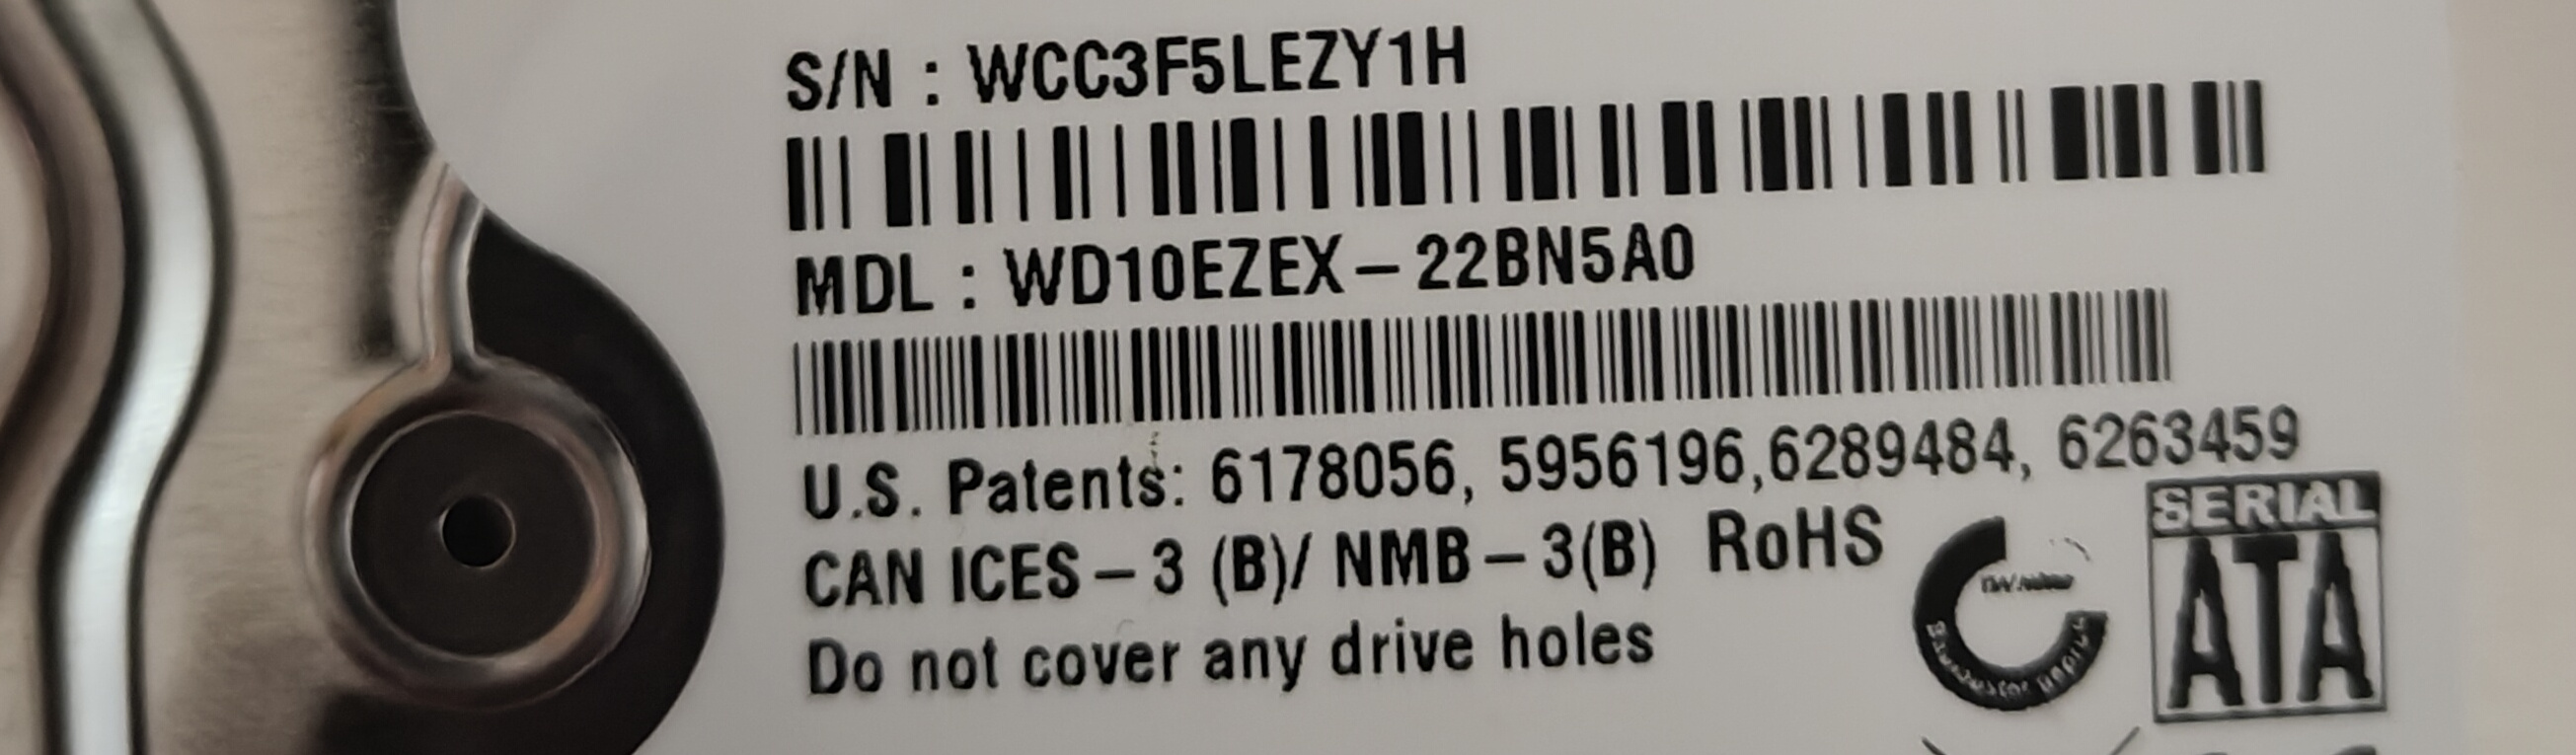 S/N : WCC3F5LEZY1H
MDL : WD10EZEX-22BN5A0
U.S. Patents: 6178056, 5956196,6289484, 6263459
CAN ICES-3 (B)/ NMB-3(B) RoHS
Do not cover any drive holes
SERIAL
ATA